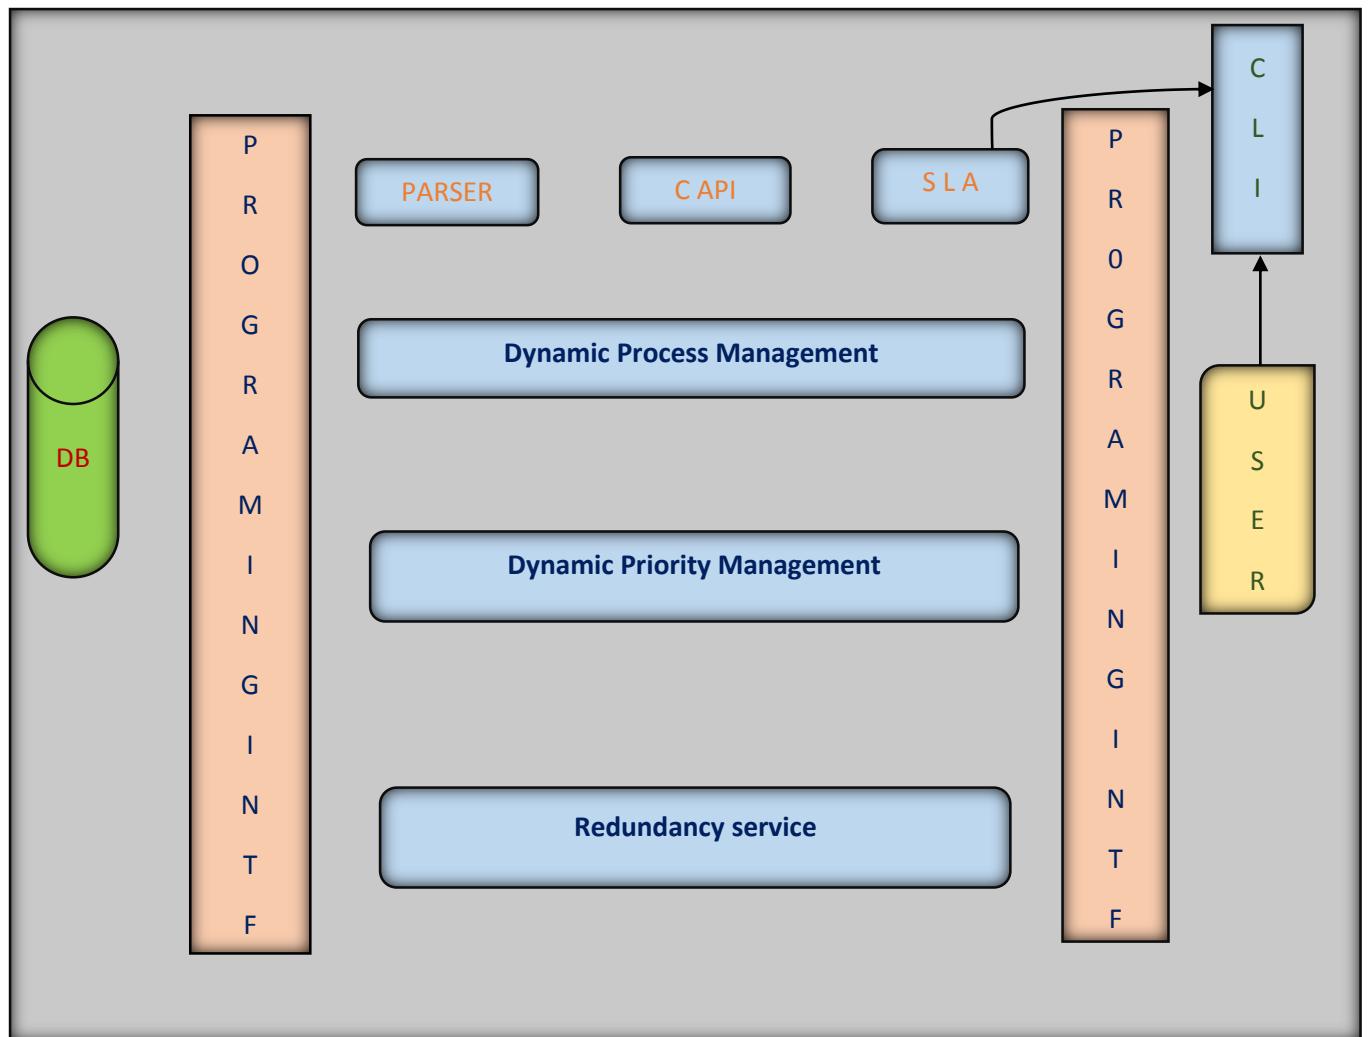 P R O G R A M I N G I N T F
PARSER
C API
S L A
P R 0 G R A M I N G I N T F
C L I
Dynamic Process Management
DB
U S E R
Dynamic Priority Management
Redundancy service